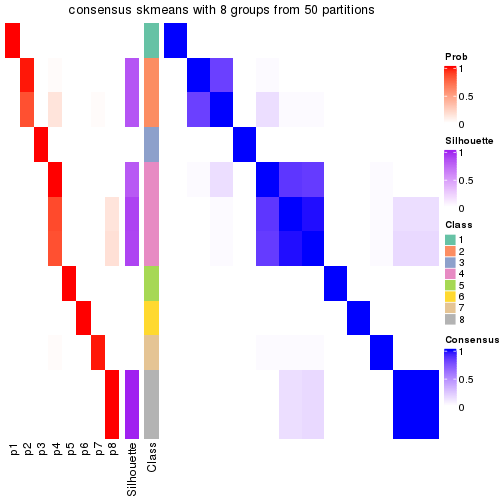 consensus skmeans with 8 groups from 50 partitions
Prob
1
0.5
0
Silhouette
1
0.5
0
Class
1
2
3
4
5
6
7
8
Consensus
1
0.5
0
p1
p2
p3
p4
p5
p6
p7
p8
Silhouette
Class